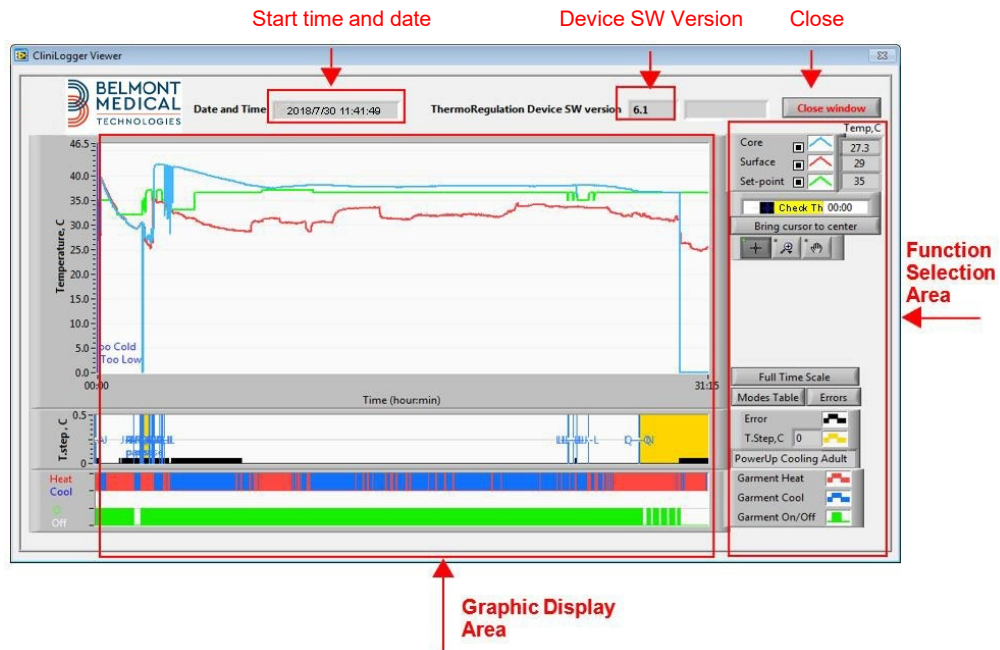 Start time and date
Device SW Version
Close
CliniLogger Viewer
BELMONT
MEDICAL
TECHNOLOGIES
Date and Time
2018/7/30 11:41:49
ThermoRegulation Device SW version
6.1
Close window
Temp,C
Core
27.3
Surface
29
Set-point
35
Check Th 00:00
Bring cursor to center
Function
Selection
Area
Temperature, C
46.5
40.0
35.0
30.0
25.0
20.0
15.0
10.0
5.0
0.0
Cold
Too Low
00:00
31:15
Time (hour:min)
Full Time Scale
Modes Table
Errors
T.step, C
0.5
0
Error
T.Step,C 0
PowerUp Cooling Adult
Heat
Cool
Off
Garment Heat
Garment Cool
Garment On/Off
Graphic Display
Area